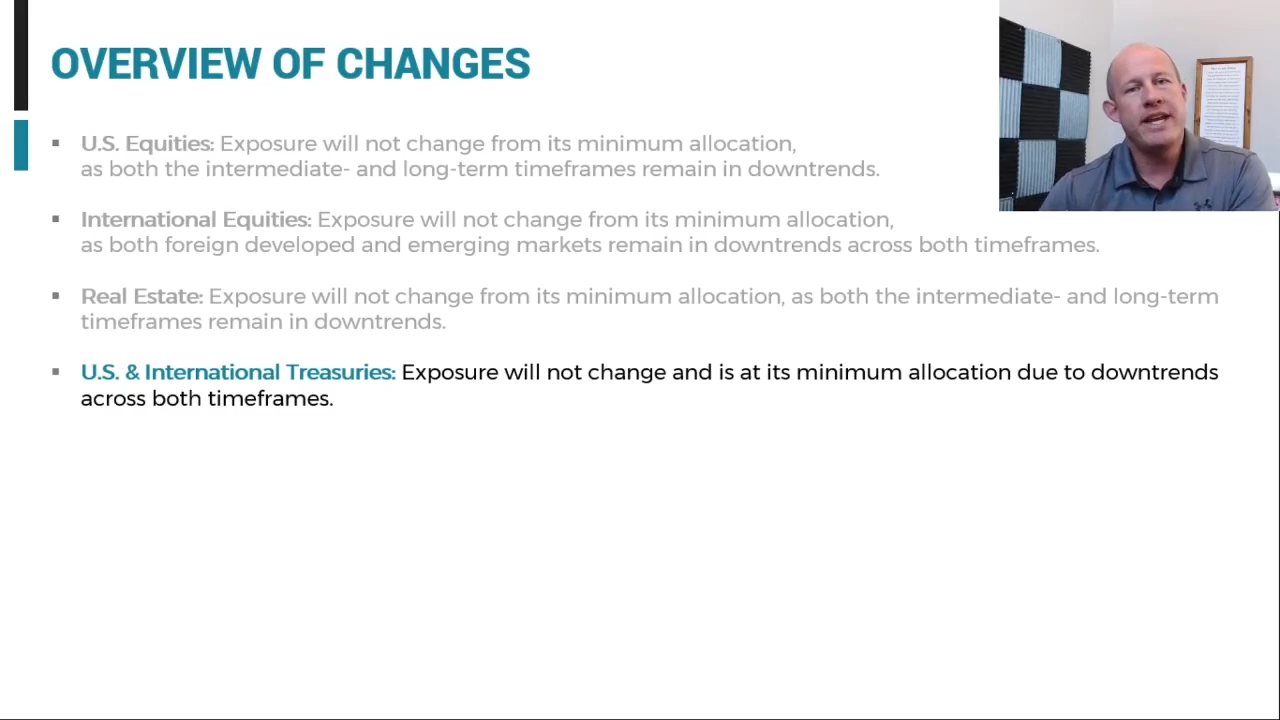 OVERVIEW OF CHANGES
▪ U.S. Equities: Exposure will not change from its minimum allocation,
as both the intermediate- and long-term timeframes remain in downtrends.
▪ International Equities: Exposure will not change from its minimum allocation,
as both foreign developed and emerging markets remain in downtrends across both timeframes.
▪ Real Estate: Exposure will not change from its minimum allocation, as both the intermediate- and long-term
timeframes remain in downtrends.
▪ U.S. & International Treasuries: Exposure will not change and is at its minimum allocation due to downtrends
across both timeframes.